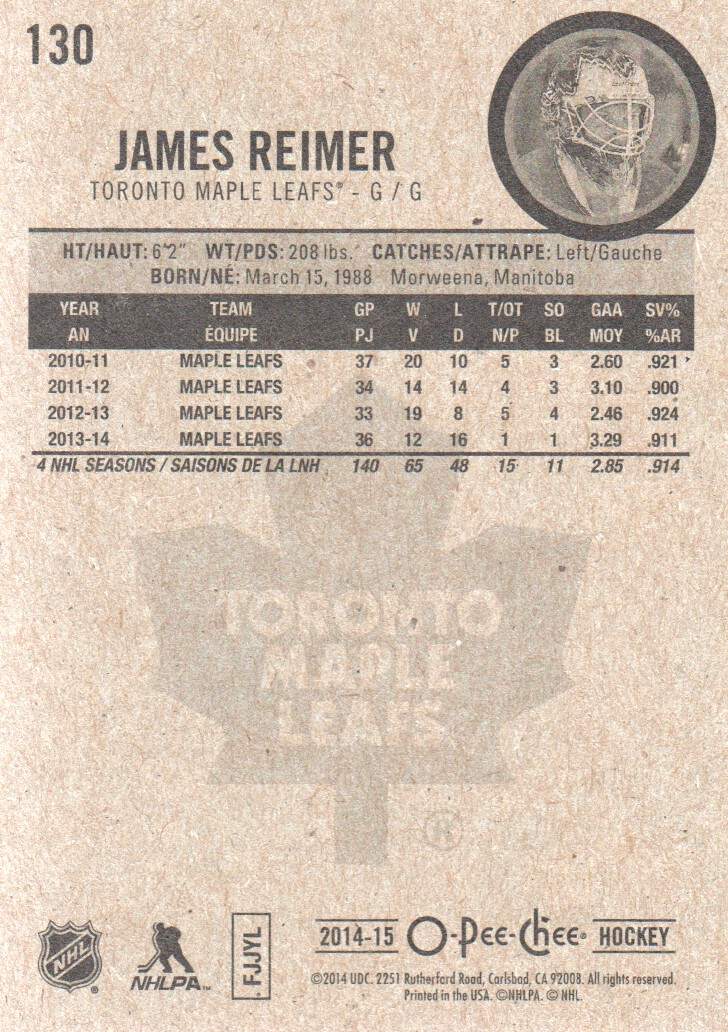 130
JAMES REIMER
TORONTO MAPLE LEAFS® - G / G
HT/HAUT: 6'2" WT/PDS: 208 lbs. CATCHES/ATTRAPE: Left/Gauche
BORN/NÉ: March 15, 1988 Morweena, Manitoba
YEAR TEAM GP W L T/OT SO GAA SV%
AN ÉQUIPE PJ V D N/P BL MOY %AR
2010-11 MAPLE LEAFS 37 20 10 5 3 2.60 .921
2011-12 MAPLE LEAFS 34 14 14 4 3 3.10 .900
2012-13 MAPLE LEAFS 33 19 8 5 4 2.46 .924
2013-14 MAPLE LEAFS 36 12 16 1 1 3.29 .911
4 NHL SEASONS / SAISONS DE LA LNH 140 65 48 15 11 2.85 .914
TORONTO
MAPLE
LEAFS
®
NHL ®
NHLPA™
FJJYL
2014-15 O-Pee-Chee® HOCKEY
©2014 UDC. 2251 Rutherford Road, Carlsbad, CA 92008. All rights reserved.
Printed in the USA. ©NHLPA. © NHL.